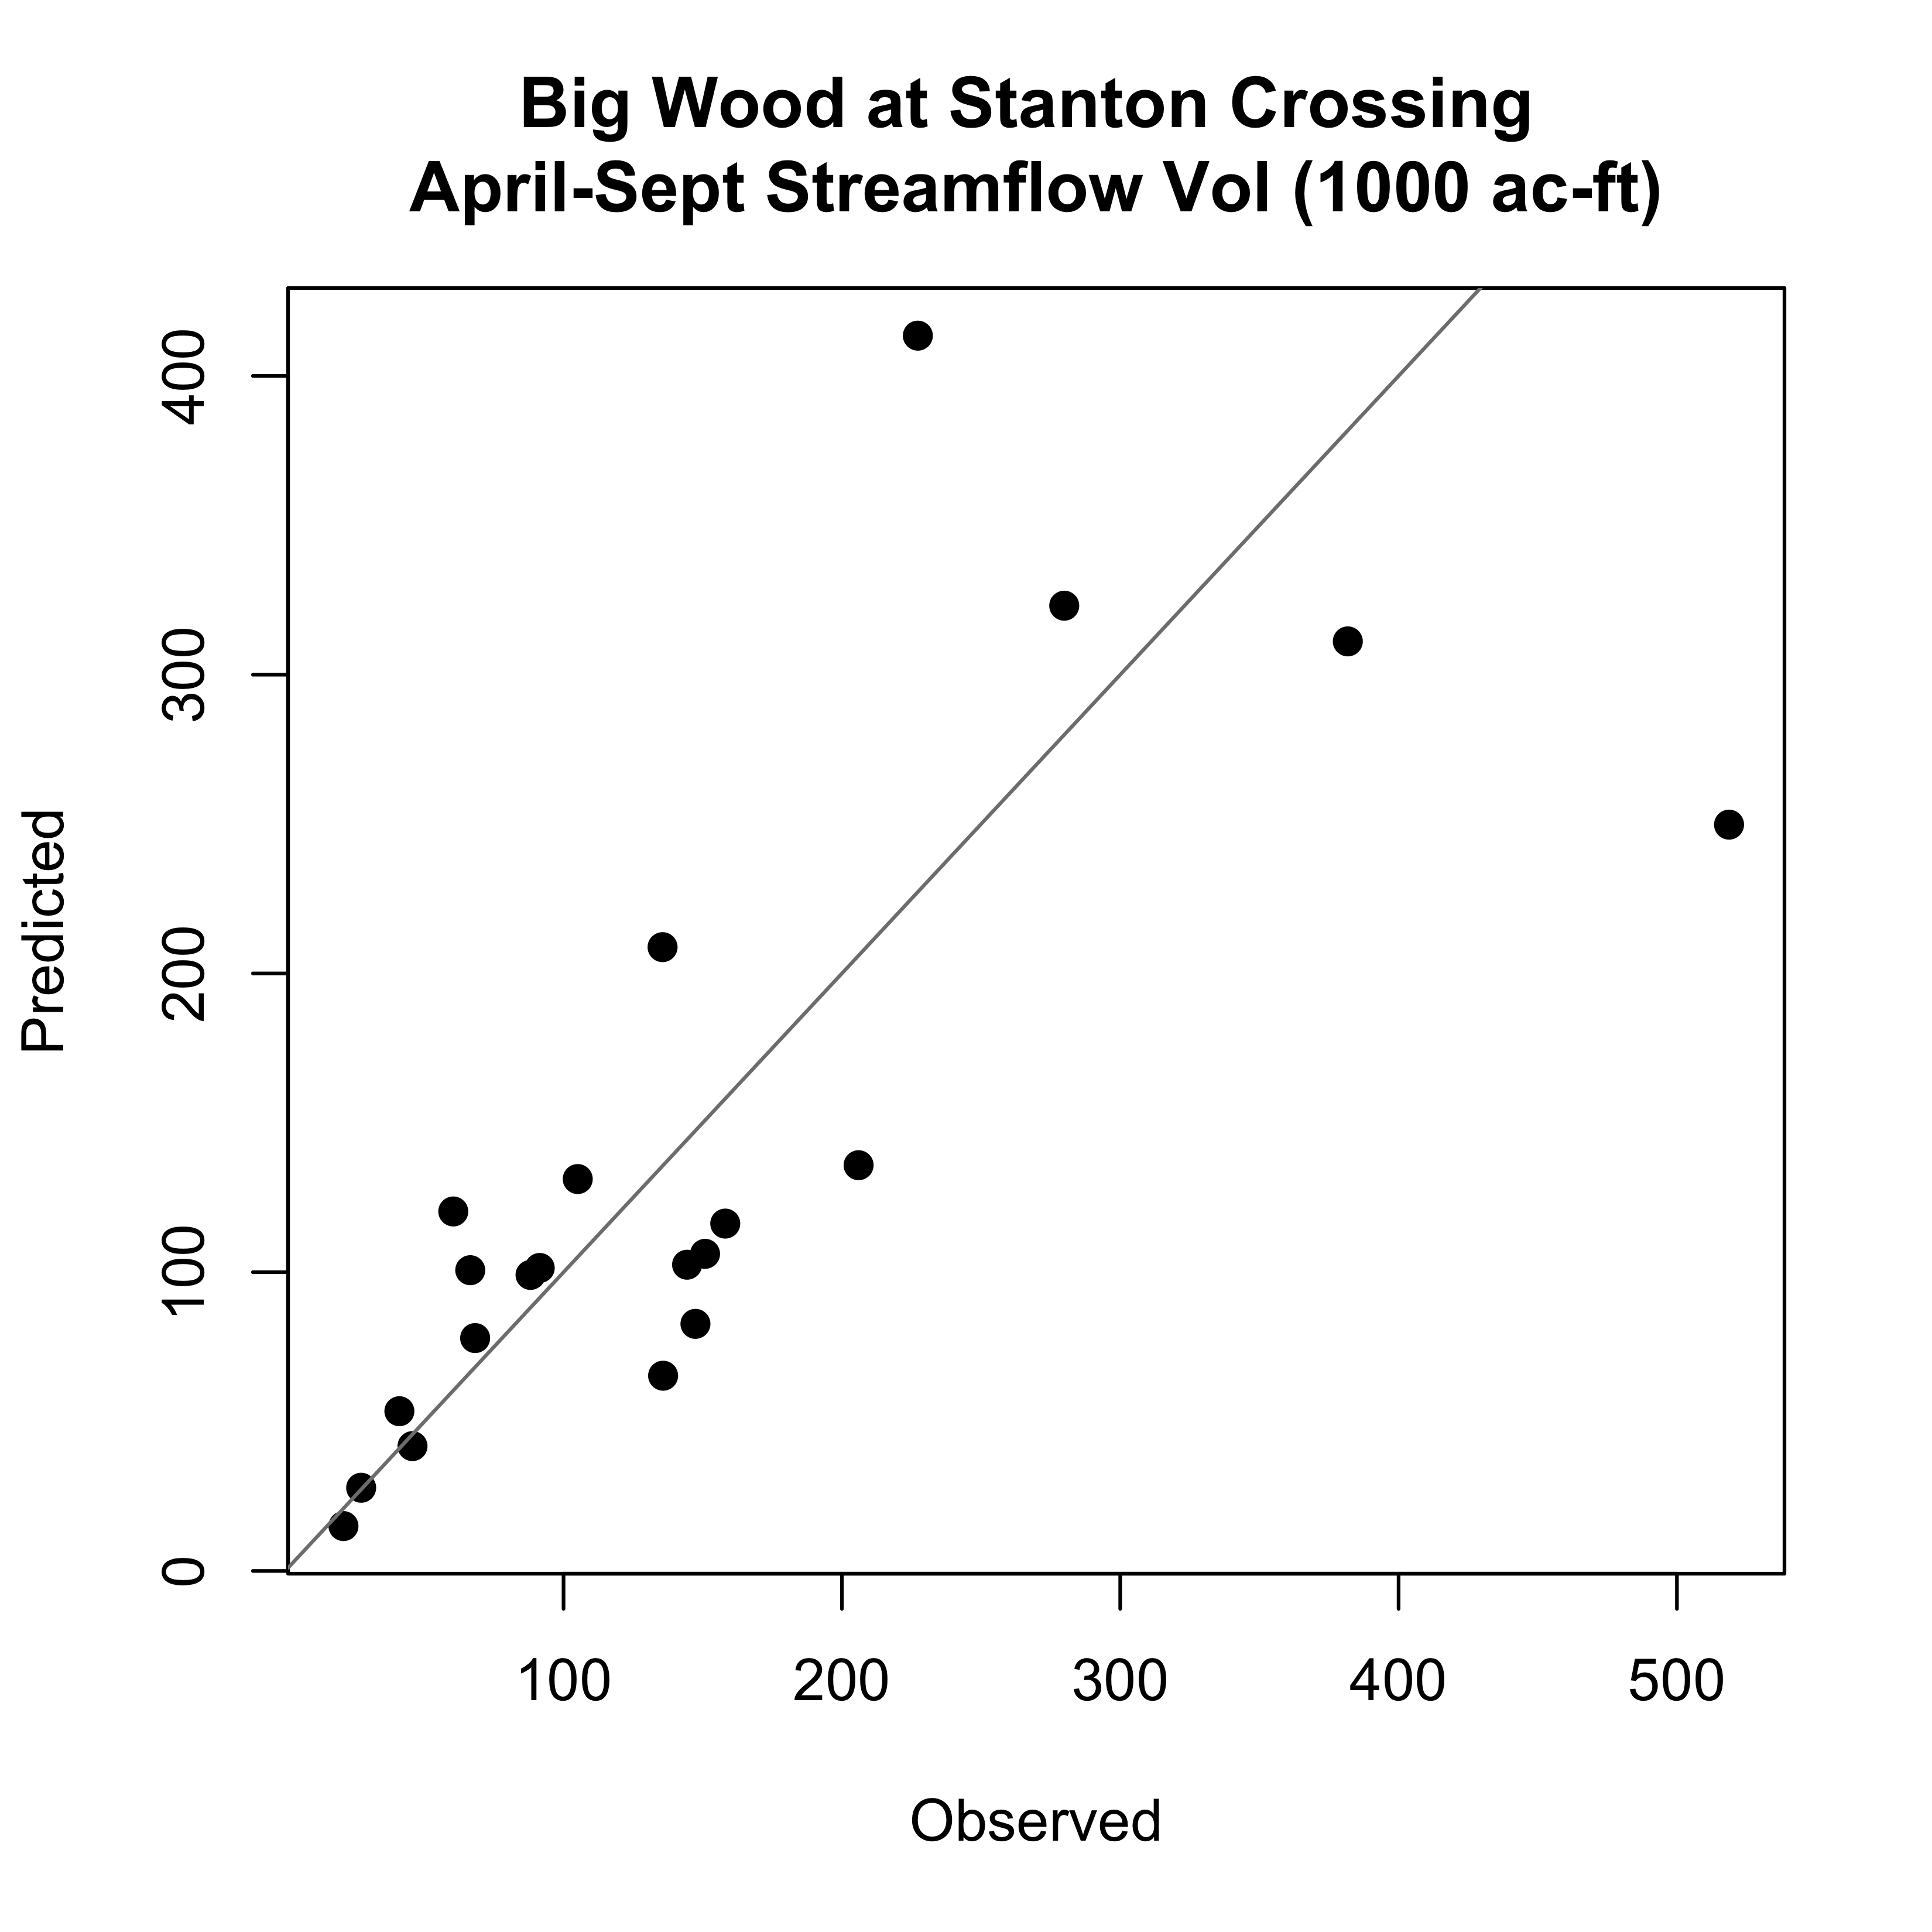 Big Wood at Stanton Crossing
April-Sept Streamflow Vol (1000 ac-ft)
400
300
200
100
0
Predicted
100 200 300 400 500
Observed